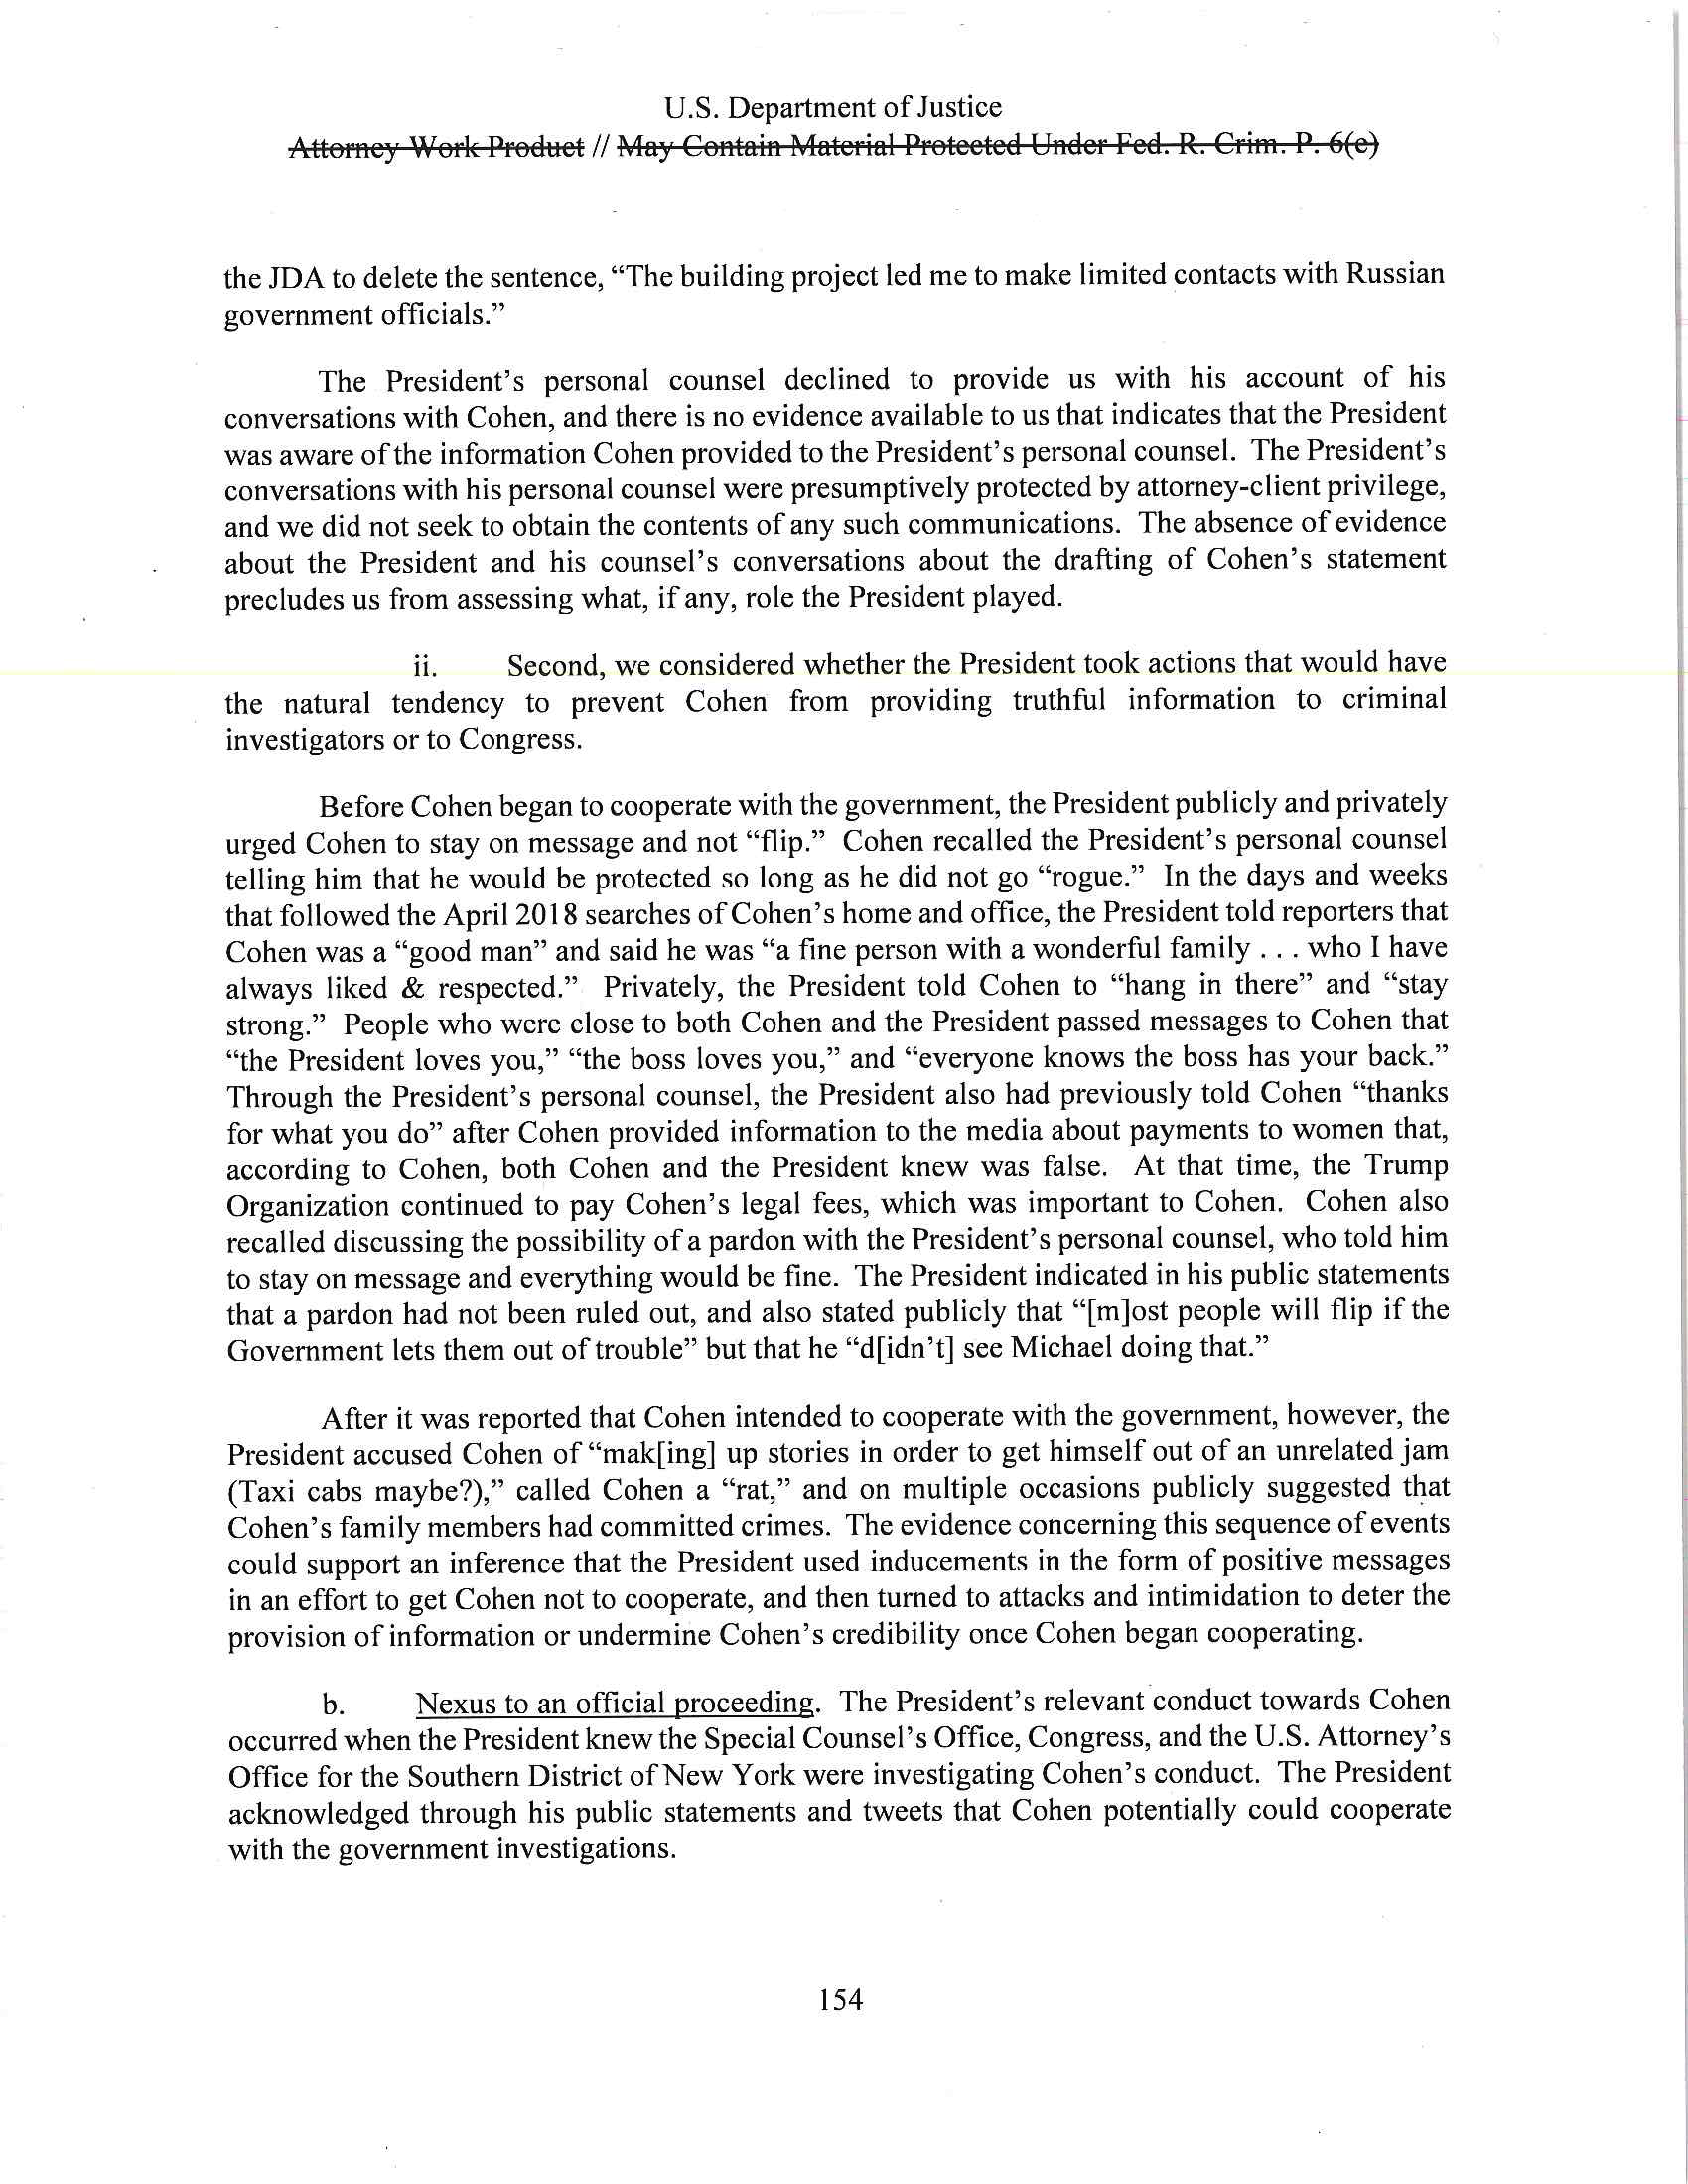 U.S. Department of Justice
Attorney Work Product // May Contain Material Protected Under Fed. R. Crim. P. 6(e)
the JDA to delete the sentence, “The building project led me to make limited contacts with Russian
government officials.”
The President’s personal counsel declined to provide us with his account of his
conversations with Cohen, and there is no evidence available to us that indicates that the President
was aware of the information Cohen provided to the President’s personal counsel. The President’s
conversations with his personal counsel were presumptively protected by attorney-client privilege,
and we did not seek to obtain the contents of any such communications. The absence of evidence
about the President and his counsel’s conversations about the drafting of Cohen’s statement
precludes us from assessing what, if any, role the President played.
ii. Second, we considered whether the President took actions that would have
the natural tendency to prevent Cohen from providing truthful information to criminal
investigators or to Congress.
Before Cohen began to cooperate with the government, the President publicly and privately
urged Cohen to stay on message and not “flip.” Cohen recalled the President’s personal counsel
telling him that he would be protected so long as he did not go “rogue.” In the days and weeks
that followed the April 2018 searches of Cohen’s home and office, the President told reporters that
Cohen was a “good man” and said he was “a fine person with a wonderful family . . . who I have
always liked & respected.” Privately, the President told Cohen to “hang in there” and “stay
strong.” People who were close to both Cohen and the President passed messages to Cohen that
“the President loves you,” “the boss loves you,” and “everyone knows the boss has your back.”
Through the President’s personal counsel, the President also had previously told Cohen “thanks
for what you do” after Cohen provided information to the media about payments to women that,
according to Cohen, both Cohen and the President knew was false. At that time, the Trump
Organization continued to pay Cohen’s legal fees, which was important to Cohen. Cohen also
recalled discussing the possibility of a pardon with the President’s personal counsel, who told him
to stay on message and everything would be fine. The President indicated in his public statements
that a pardon had not been ruled out, and also stated publicly that “[m]ost people will flip if the
Government lets them out of trouble” but that he “d[idn’t] see Michael doing that.”
After it was reported that Cohen intended to cooperate with the government, however, the
President accused Cohen of “mak[ing] up stories in order to get himself out of an unrelated jam
(Taxi cabs maybe?),” called Cohen a “rat,” and on multiple occasions publicly suggested that
Cohen’s family members had committed crimes. The evidence concerning this sequence of events
could support an inference that the President used inducements in the form of positive messages
in an effort to get Cohen not to cooperate, and then turned to attacks and intimidation to deter the
provision of information or undermine Cohen’s credibility once Cohen began cooperating.
b. Nexus to an official proceeding. The President’s relevant conduct towards Cohen
occurred when the President knew the Special Counsel’s Office, Congress, and the U.S. Attorney’s
Office for the Southern District of New York were investigating Cohen’s conduct. The President
acknowledged through his public statements and tweets that Cohen potentially could cooperate
with the government investigations.
154